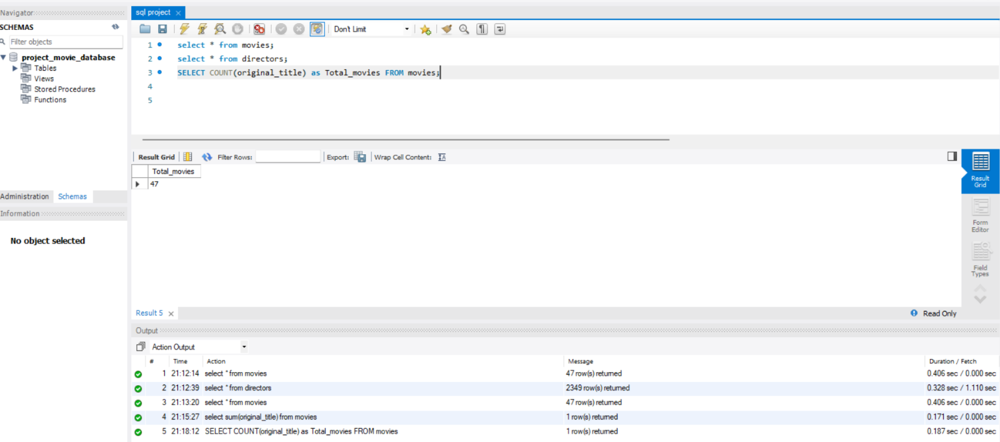 Navigator
SCHEMAS
Filter objects
project_movie_database
Tables
Views
Stored Procedures
Functions
Administration Schemas
Information
No object selected
sql project
Don't Limit
1 select * from movies;
2 select * from directors;
3 SELECT COUNT(original_title) as Total_movies FROM movies;
4
5
Result Grid Filter Rows: Export: Wrap Cell Content:
Total_movies
47
Result Grid
Form Editor
Field Types
Result 5 Read Only
Output
Action Output
# Time Action Message Duration / Fetch
1 21:12:14 select * from movies 47 row(s) returned 0.406 sec / 0.000 sec
2 21:12:39 select * from directors 2349 row(s) returned 0.328 sec / 1.110 sec
3 21:13:20 select * from movies 47 row(s) returned 0.406 sec / 0.000 sec
4 21:15:27 select sum(original_title) from movies 1 row(s) returned 0.171 sec / 0.000 sec
5 21:18:12 SELECT COUNT(original_title) as Total_movies FROM movies 1 row(s) returned 0.187 sec / 0.000 sec